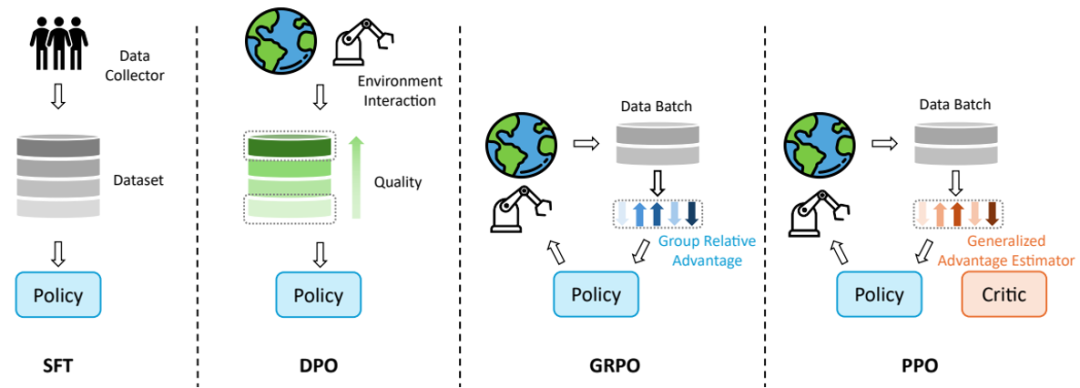 Data
Collector
Dataset
Policy
SFT
Environment
Interaction
Quality
Policy
DPO
Data Batch
Group Relative
Advantage
Policy
GRPO
Data Batch
Generalized
Advantage Estimator
Policy
Critic
PPO